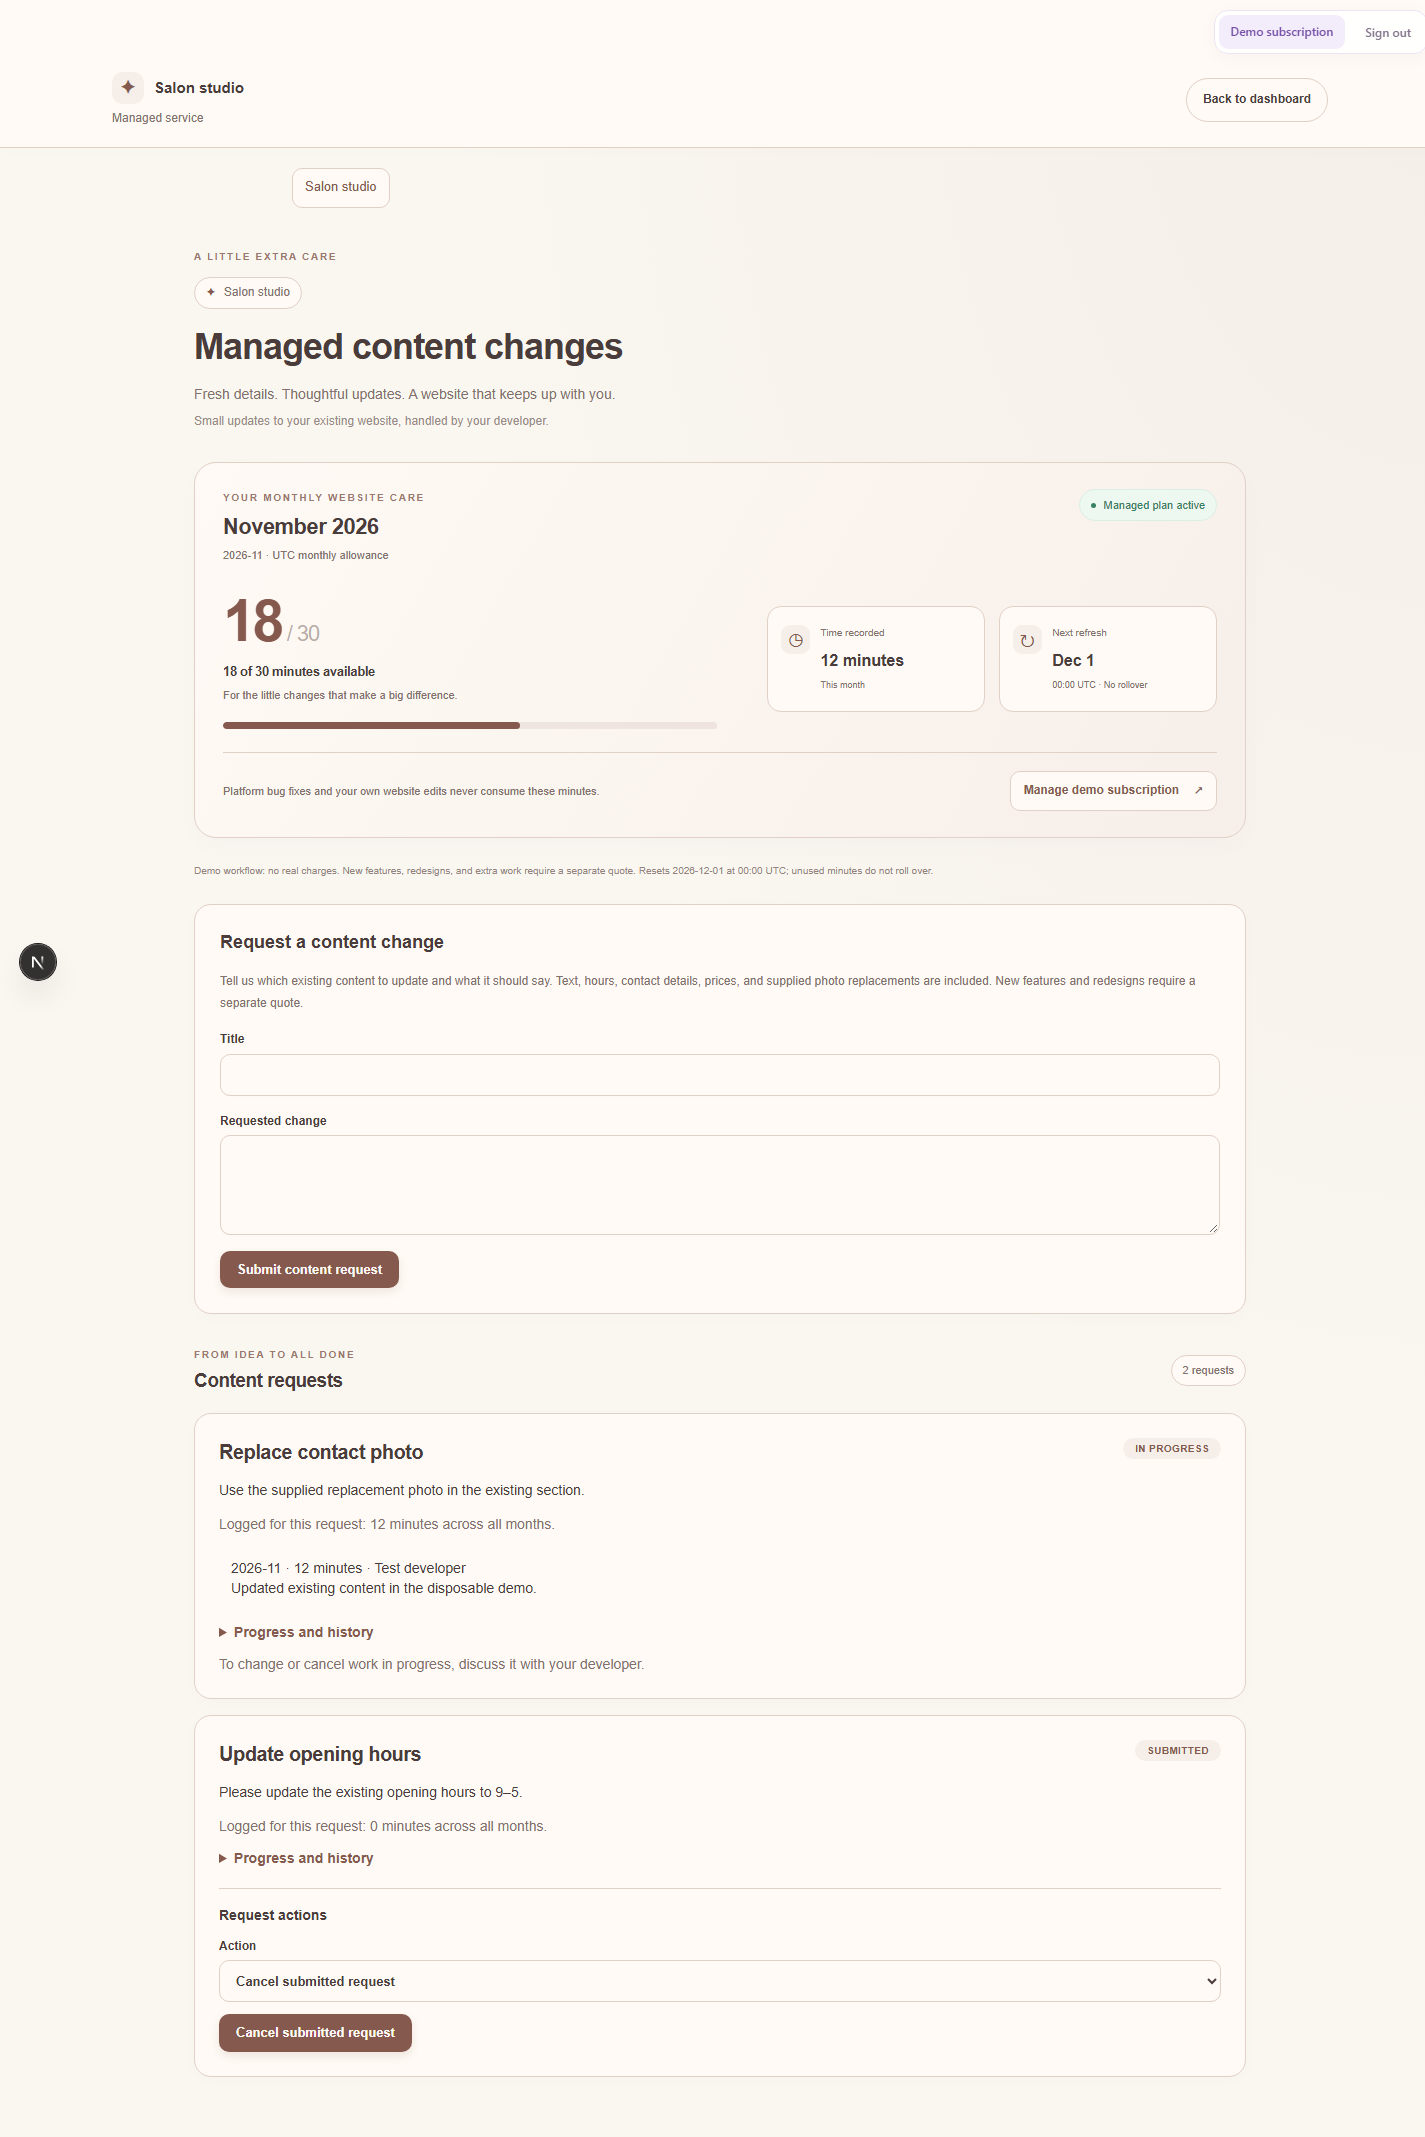 Demo subscription
Sign out
Salon studio
Managed service
Back to dashboard
Salon studio
A LITTLE EXTRA CARE
Salon studio
Managed content changes
Fresh details. Thoughtful updates. A website that keeps up with you.
Small updates to your existing website, handled by your developer.
YOUR MONTHLY WEBSITE CARE
Managed plan active
November 2026
2026-11 · UTC monthly allowance
18 / 30
18 of 30 minutes available
For the little changes that make a big difference.
Time recorded
12 minutes
This month
Next refresh
Dec 1
00:00 UTC · No rollover
Platform bug fixes and your own website edits never consume these minutes.
Manage demo subscription ↗
Demo workflow: no real charges. New features, redesigns, and extra work require a separate quote. Resets 2026-12-01 at 00:00 UTC; unused minutes do not roll over.
N
Request a content change
Tell us which existing content to update and what it should say. Text, hours, contact details, prices, and supplied photo replacements are included. New features and redesigns require a
separate quote.
Title
Requested change
Submit content request
FROM IDEA TO ALL DONE
Content requests
2 requests
Replace contact photo
IN PROGRESS
Use the supplied replacement photo in the existing section.
Logged for this request: 12 minutes across all months.
2026-11 · 12 minutes · Test developer
Updated existing content in the disposable demo.
Progress and history
To change or cancel work in progress, discuss it with your developer.
Update opening hours
SUBMITTED
Please update the existing opening hours to 9–5.
Logged for this request: 0 minutes across all months.
Progress and history
Request actions
Action
Cancel submitted request
Cancel submitted request